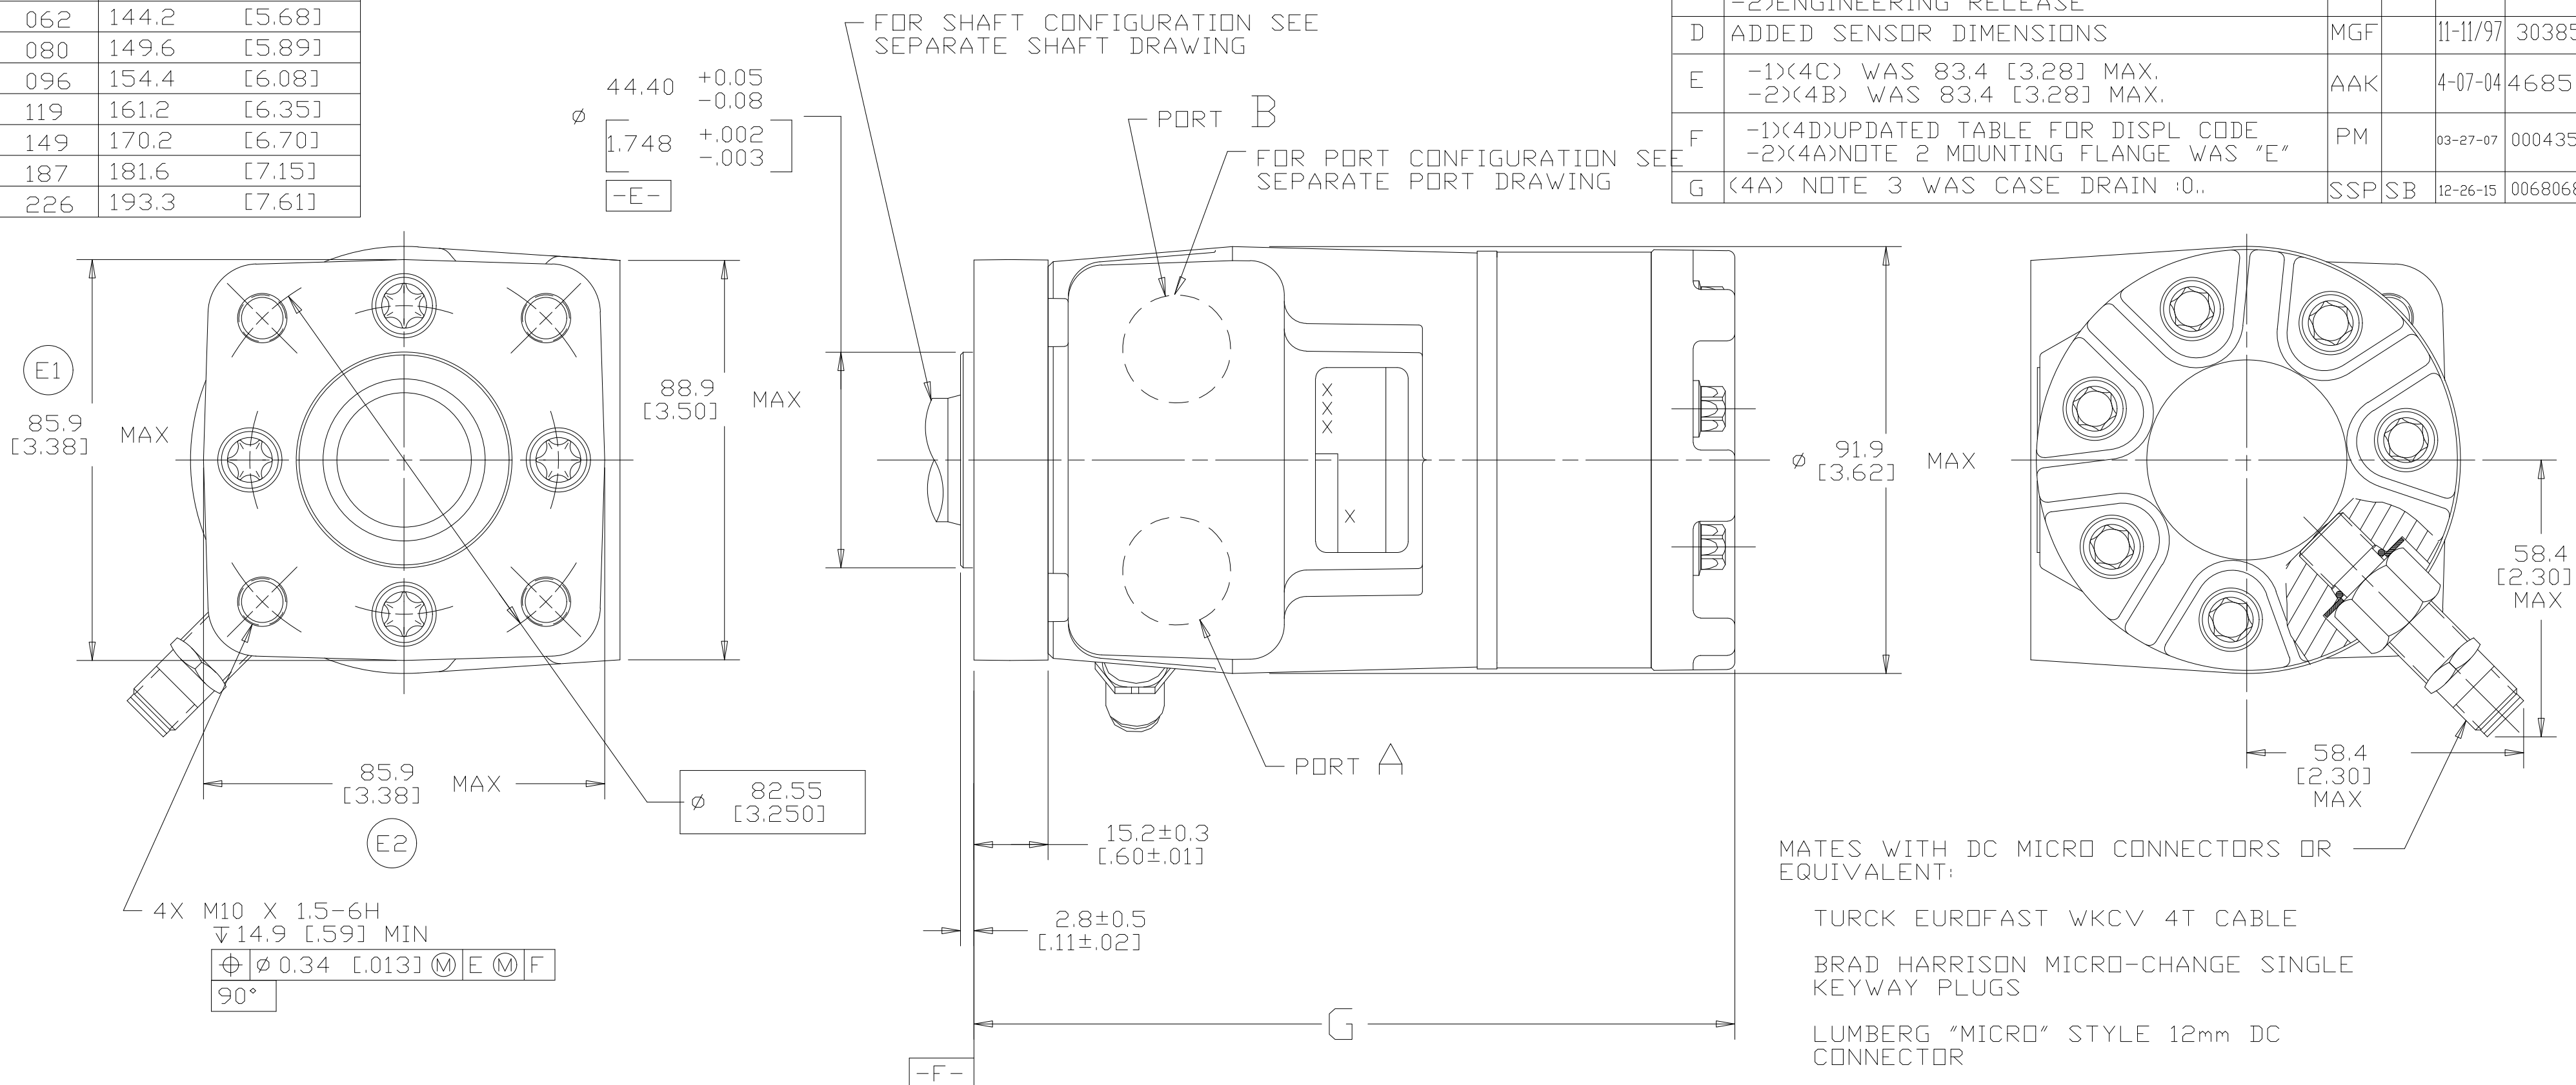 062 144.2 [5.68]
080 149.6 [5.89]
096 154.4 [6.08]
119 161.2 [6.35]
149 170.2 [6.70]
187 181.6 [7.15]
226 193.3 [7.61]
FOR SHAFT CONFIGURATION SEE
SEPARATE SHAFT DRAWING
-2)ENGINEERING RELEASE
D ADDED SENSOR DIMENSIONS MGF 11-11/97 30385
E -1)(4C) WAS 83.4 [3.28] MAX.
-2)(4B) WAS 83.4 [3.28] MAX.
AAK 4-07-04 4685
F -1)(4D)UPDATED TABLE FOR DISPL CODE
-2)(4A)NOTE 2 MOUNTING FLANGE WAS "E"
PM 03-27-07 000435
G (4A) NOTE 3 WAS CASE DRAIN :0.. SSP SB 12-26-15 0068068
Ø 44.40 +0.05
-0.08
[1.748 +.002
-.003]
-E-
PORT B
FOR PORT CONFIGURATION SEE
SEPARATE PORT DRAWING
E1
85.9
[3.38]
MAX
88.9
[3.50]
MAX
X
X
X
X
Ø 91.9
[3.62]
MAX
58.4
[2.30]
MAX
58.4
[2.30]
MAX
PORT A
85.9
[3.38]
MAX
E2
Ø 82.55
[3.250]
15.2±0.3
[.60±.01]
2.8±0.5
[.11±.02]
4X M10 X 1.5-6H
↧14.9 [.59] MIN
⌖ Ø 0.34 [.013] Ⓜ E Ⓜ F
90°
G
-F-
MATES WITH DC MICRO CONNECTORS OR
EQUIVALENT:
TURCK EUROFAST WKCV 4T CABLE
BRAD HARRISON MICRO-CHANGE SINGLE
KEYWAY PLUGS
LUMBERG "MICRO" STYLE 12mm DC
CONNECTOR